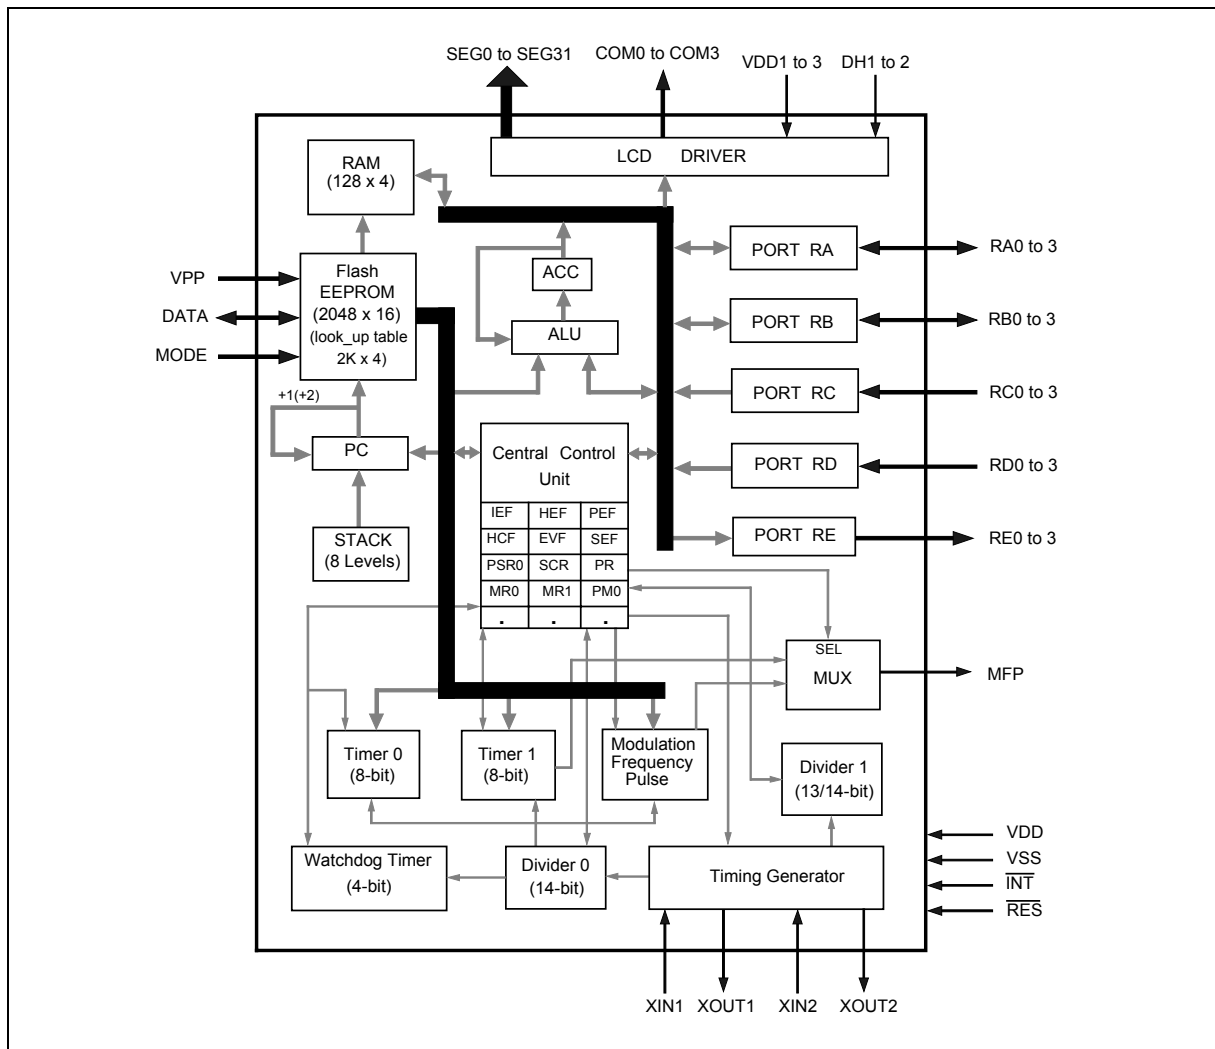 SEG0 to SEG31
COM0 to COM3
VDD1 to 3
DH1 to 2
LCD DRIVER
RAM
(128 x 4)
VPP
DATA
MODE
Flash
EEPROM
(2048 x 16)
(look_up table
2K x 4)
ACC
ALU
PORT RA
RA0 to 3
PORT RB
RB0 to 3
PORT RC
RC0 to 3
PORT RD
RD0 to 3
PORT RE
RE0 to 3
+1(+2)
PC
STACK
(8 Levels)
Central Control
Unit
IEF HEF PEF
HCF EVF SEF
PSR0 SCR PR
MR0 MR1 PM0
. . .
SEL
MUX
MFP
Timer 0
(8-bit)
Timer 1
(8-bit)
Modulation
Frequency
Pulse
Divider 1
(13/14-bit)
Watchdog Timer
(4-bit)
Divider 0
(14-bit)
Timing Generator
VDD
VSS
INT
RES
XIN1
XOUT1
XIN2
XOUT2